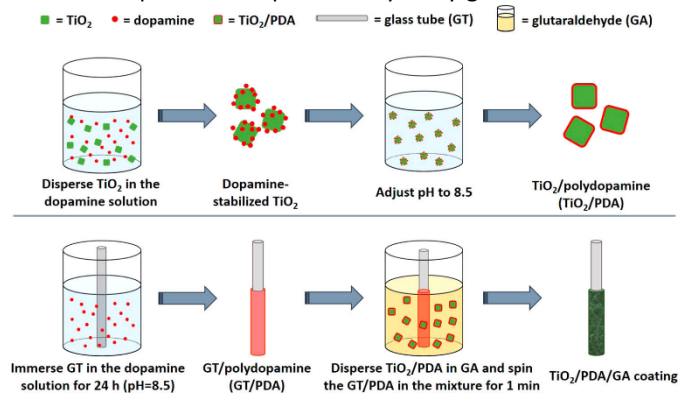 = TiO2 = dopamine = TiO2/PDA = glass tube (GT) = glutaraldehyde (GA)
Disperse TiO2 in the
dopamine solution
Dopamine-
stabilized TiO2
Adjust pH to 8.5
TiO2/polydopamine
(TiO2/PDA)
Immerse GT in the dopamine
solution for 24 h (pH=8.5)
GT/polydopamine
(GT/PDA)
Disperse TiO2/PDA in GA and spin
the GT/PDA in the mixture for 1 min
TiO2/PDA/GA coating